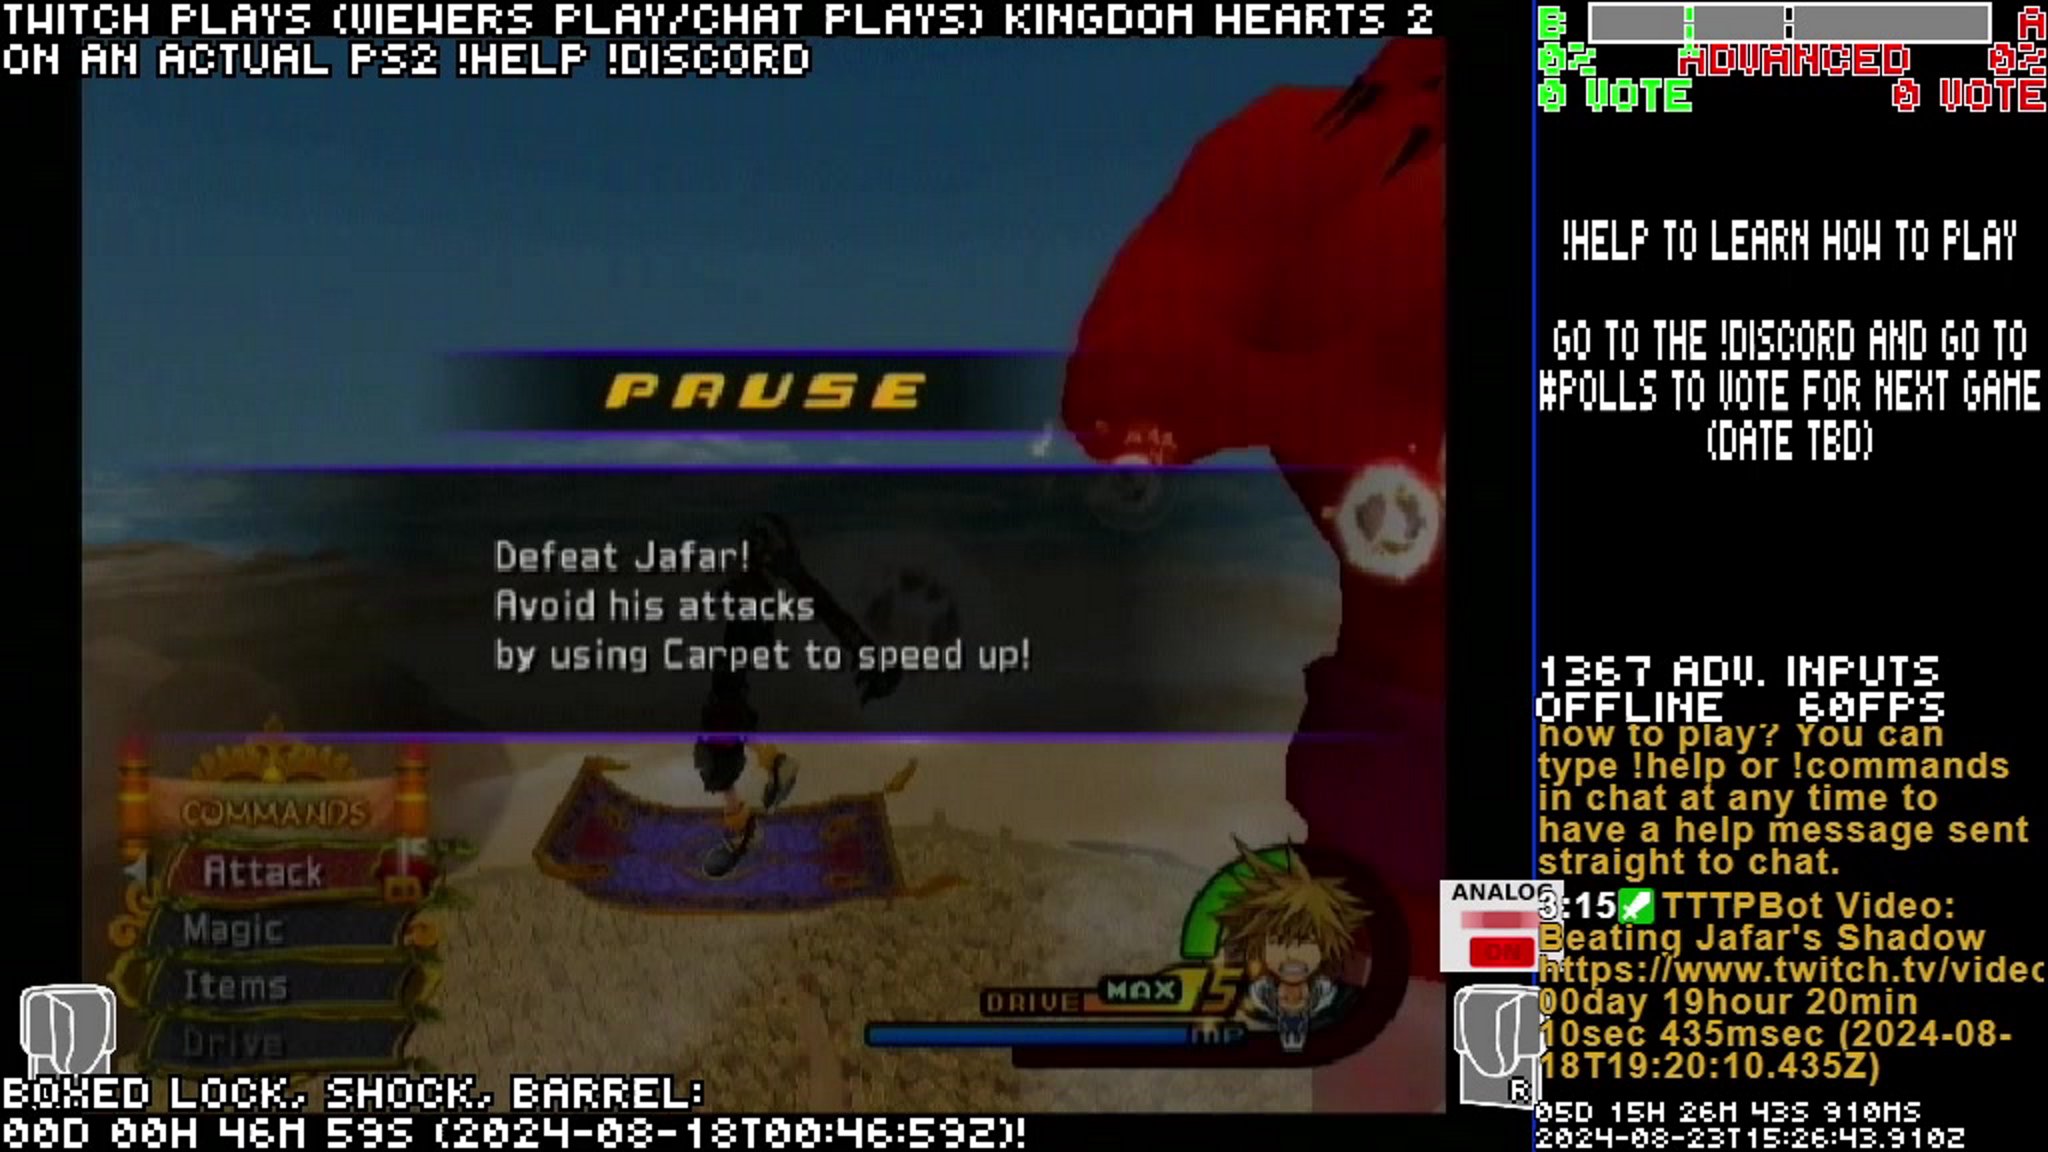 TWITCH PLAYS (VIEWERS PLAY/CHAT PLAYS) KINGDOM HEARTS 2
ON AN ACTUAL PS2 !HELP !DISCORD
B
A
0%
ADVANCED
0%
0 VOTE
0 VOTE
!HELP TO LEARN HOW TO PLAY
GO TO THE !DISCORD AND GO TO
#POLLS TO VOTE FOR NEXT GAME
(DATE TBD)
PAUSE
Defeat Jafar!
Avoid his attacks
by using Carpet to speed up!
COMMANDS
Attack
Magic
Items
Drive
DRIVE
MAX
5
MP
1367 ADV. INPUTS
OFFLINE 60FPS
how to play? You can
type !help or !commands
in chat at any time to
have a help message sent
straight to chat.
ANALOG
ON
3:15 TTTPBot Video:
Beating Jafar's Shadow
https://www.twitch.tv/videc
00day 19hour 20min
10sec 435msec (2024-08-
18T19:20:10.435Z)
R
BOXED LOCK, SHOCK, BARREL:
00D 00H 46M 59S (2024-08-18T00:46:59Z)!
05D 15H 26M 43S 910MS
2024-08-23T15:26:43.910Z